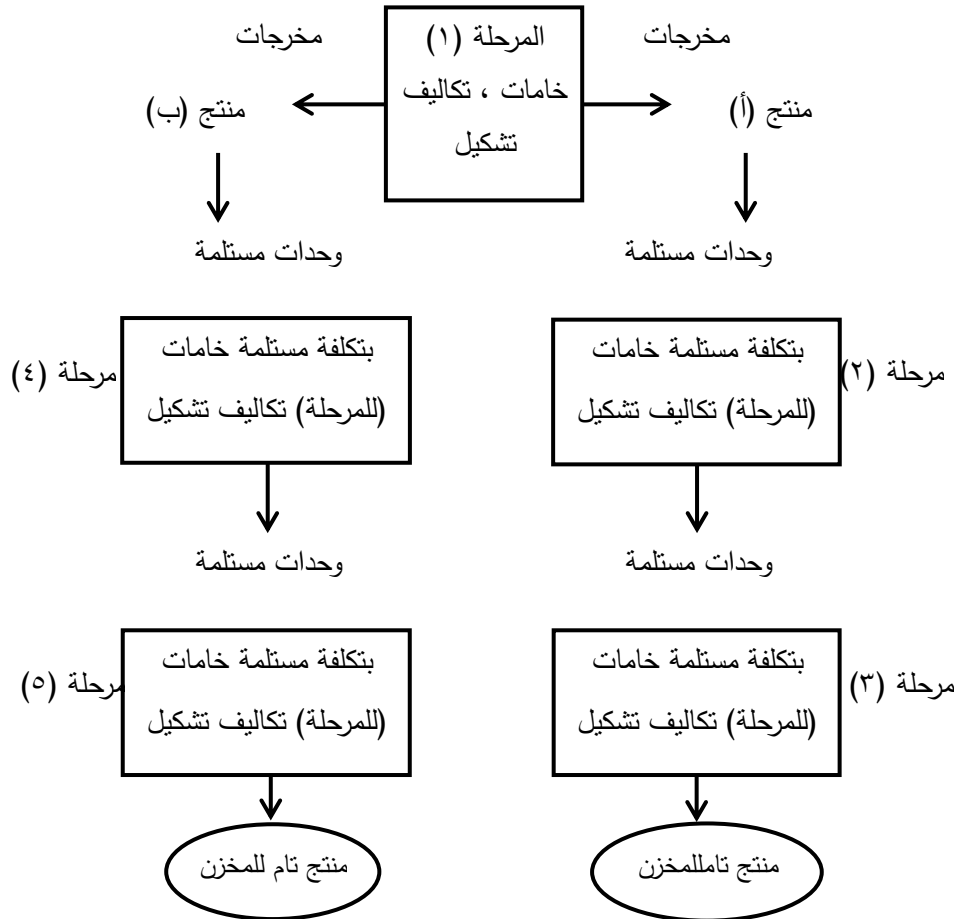 المرحلة (١)
خامات ، تكاليف
تشكيل
مخرجات
مخرجات
منتج (أ)
منتج (ب)
وحدات مستلمة
وحدات مستلمة
مرحلة (٢)
بتكلفة مستلمة خامات
(للمرحلة) تكاليف تشكيل
بتكلفة مستلمة خامات
(للمرحلة) تكاليف تشكيل
مرحلة (٤)
وحدات مستلمة
وحدات مستلمة
مرحلة (٣)
بتكلفة مستلمة خامات
(للمرحلة) تكاليف تشكيل
بتكلفة مستلمة خامات
(للمرحلة) تكاليف تشكيل
مرحلة (٥)
منتج تامللمخزن
منتج تام للمخزن